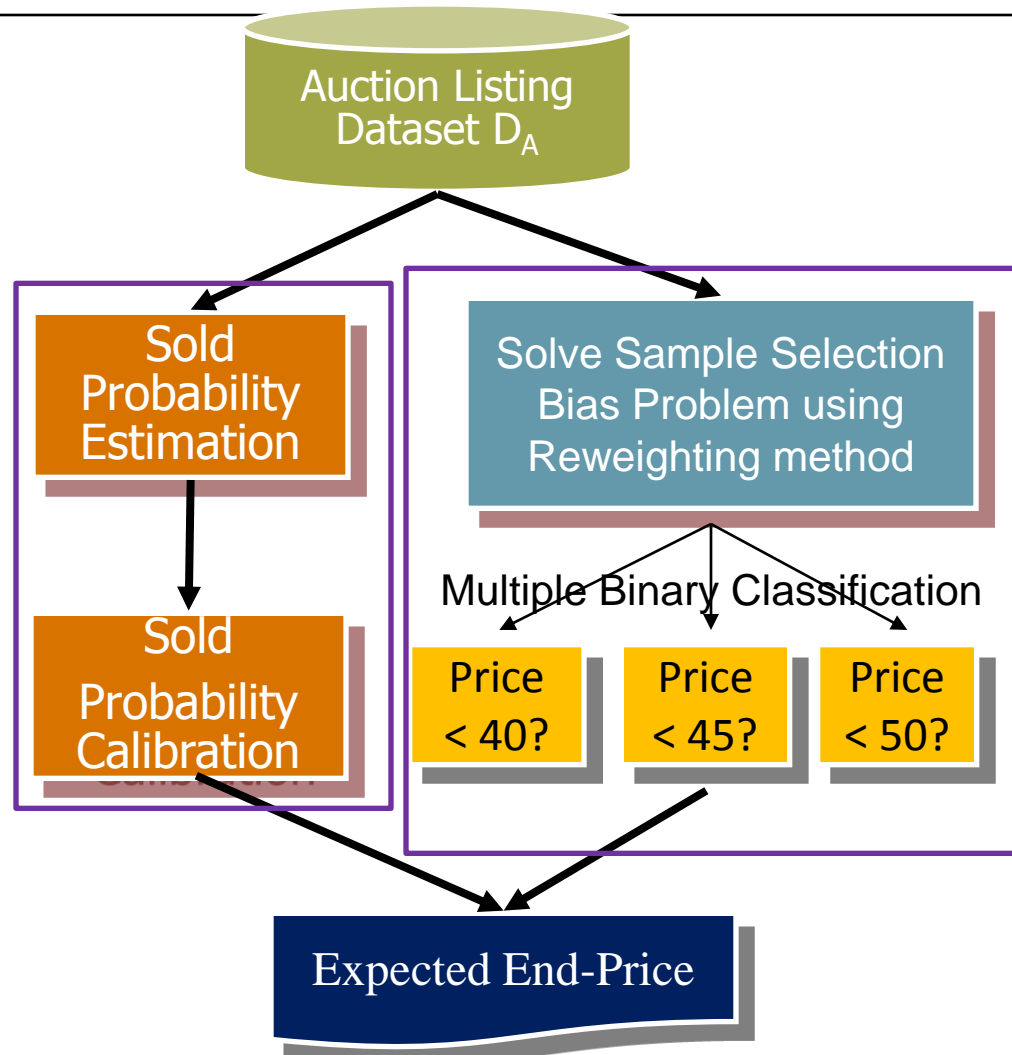 Auction Listing
Dataset D_A
Sold
Probability
Estimation
Solve Sample Selection
Bias Problem using
Reweighting method
Multiple Binary Classification
Sold
Probability
Calibration
Price
< 40?
Price
< 45?
Price
< 50?
Expected End-Price